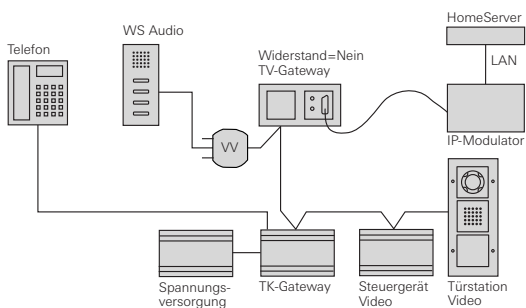 HomeServer
WS Audio
Telefon
Widerstand=Nein
TV-Gateway
LAN
IP-Modulator
VV
Spannungs-
versorgung
TK-Gateway
Steuergerät
Video
Türstation
Video